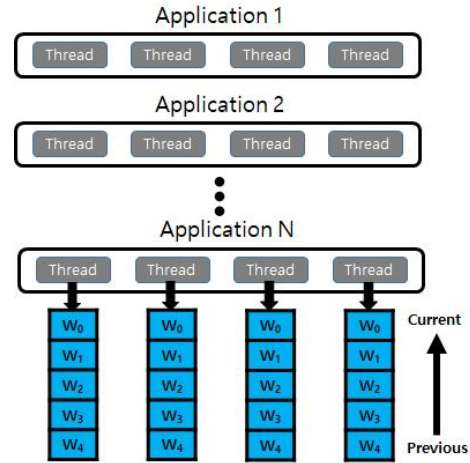 Application 1
Thread Thread Thread Thread
Application 2
Thread Thread Thread Thread
Application N
Thread Thread Thread Thread
W₀ W₀ W₀ W₀ Current
W₁ W₁ W₁ W₁
W₂ W₂ W₂ W₂
W₃ W₃ W₃ W₃
W₄ W₄ W₄ W₄ Previous